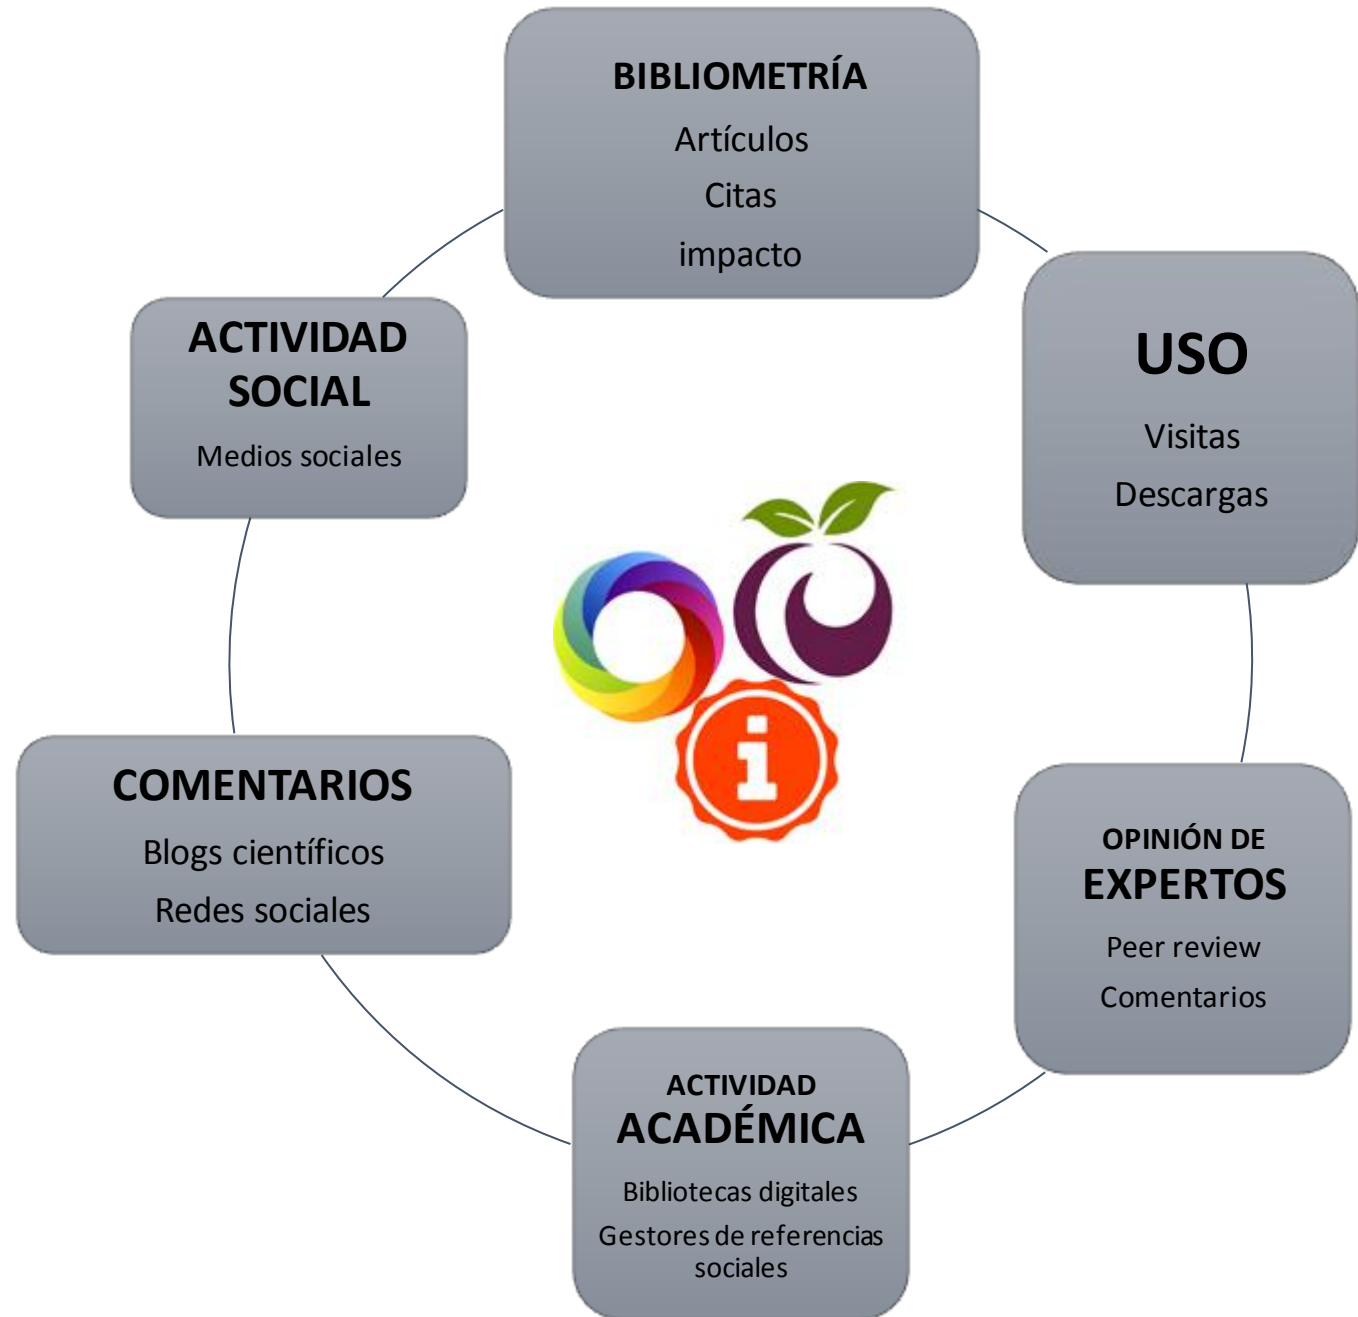 BIBLIOMETRÍA
Artículos
Citas
impacto
USO
Visitas
Descargas
OPINIÓN DE
EXPERTOS
Peer review
Comentarios
ACTIVIDAD
ACADÉMICA
Bibliotecas digitales
Gestores de referencias
sociales
COMENTARIOS
Blogs científicos
Redes sociales
ACTIVIDAD
SOCIAL
Medios sociales
i